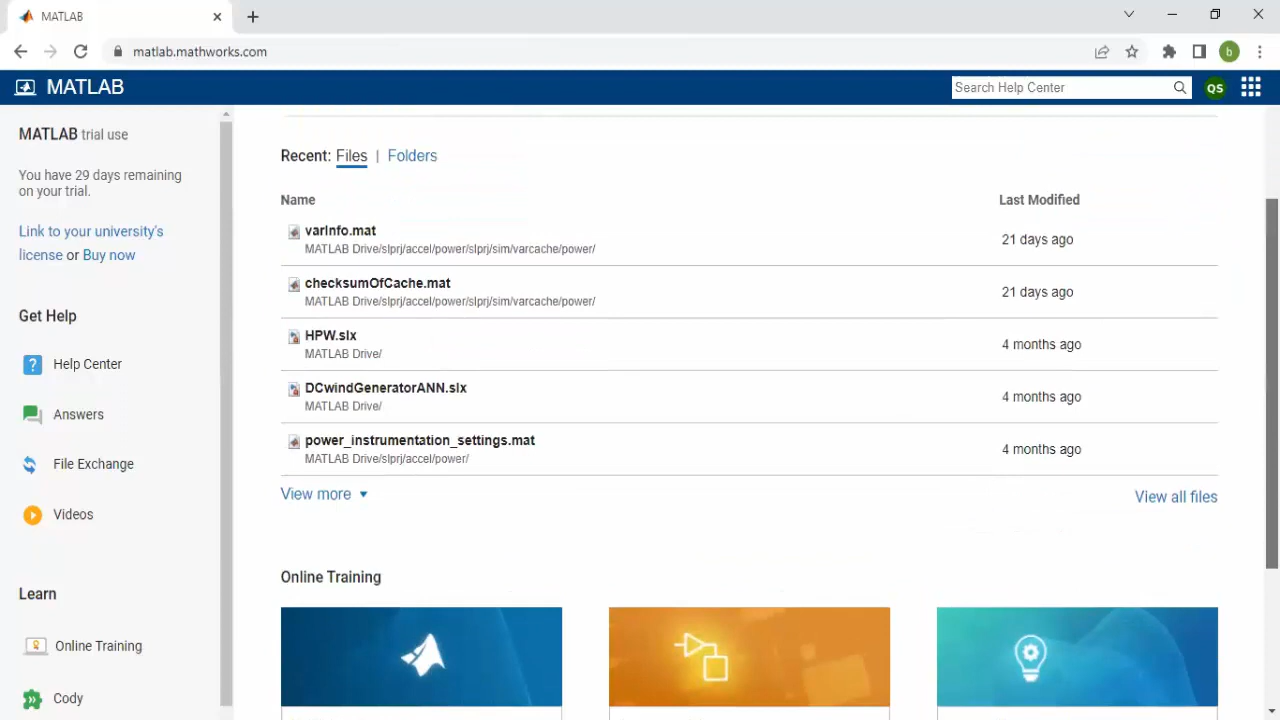 MATLAB
matlab.mathworks.com
b
MATLAB
Search Help Center
QS
MATLAB trial use
You have 29 days remaining
on your trial.
Link to your university's
license or Buy now
Get Help
Help Center
Answers
File Exchange
Videos
Learn
Online Training
Cody
Recent: Files | Folders
Name Last Modified
varInfo.mat
MATLAB Drive/slprj/accel/power/slprj/sim/varcache/power/
21 days ago
checksumOfCache.mat
MATLAB Drive/slprj/accel/power/slprj/sim/varcache/power/
21 days ago
HPW.slx
MATLAB Drive/
4 months ago
DCwindGeneratorANN.slx
MATLAB Drive/
4 months ago
power_instrumentation_settings.mat
MATLAB Drive/slprj/accel/power/
4 months ago
View more
View all files
Online Training